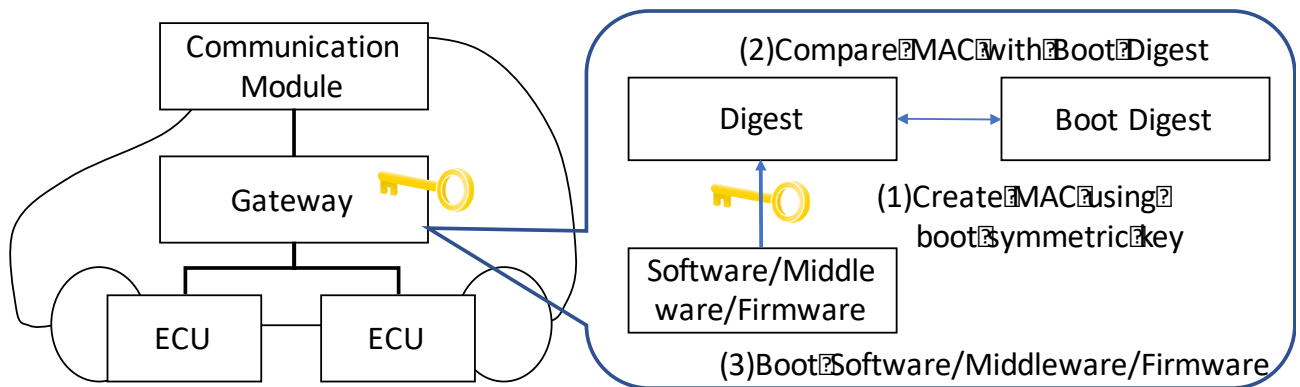 Communication
Module
Gateway
ECU
ECU
(2)Compare MAC with Boot Digest
Digest
Boot Digest
(1)Create MAC using
boot symmetric key
Software/Middle
ware/Firmware
(3)Boot Software/Middleware/Firmware